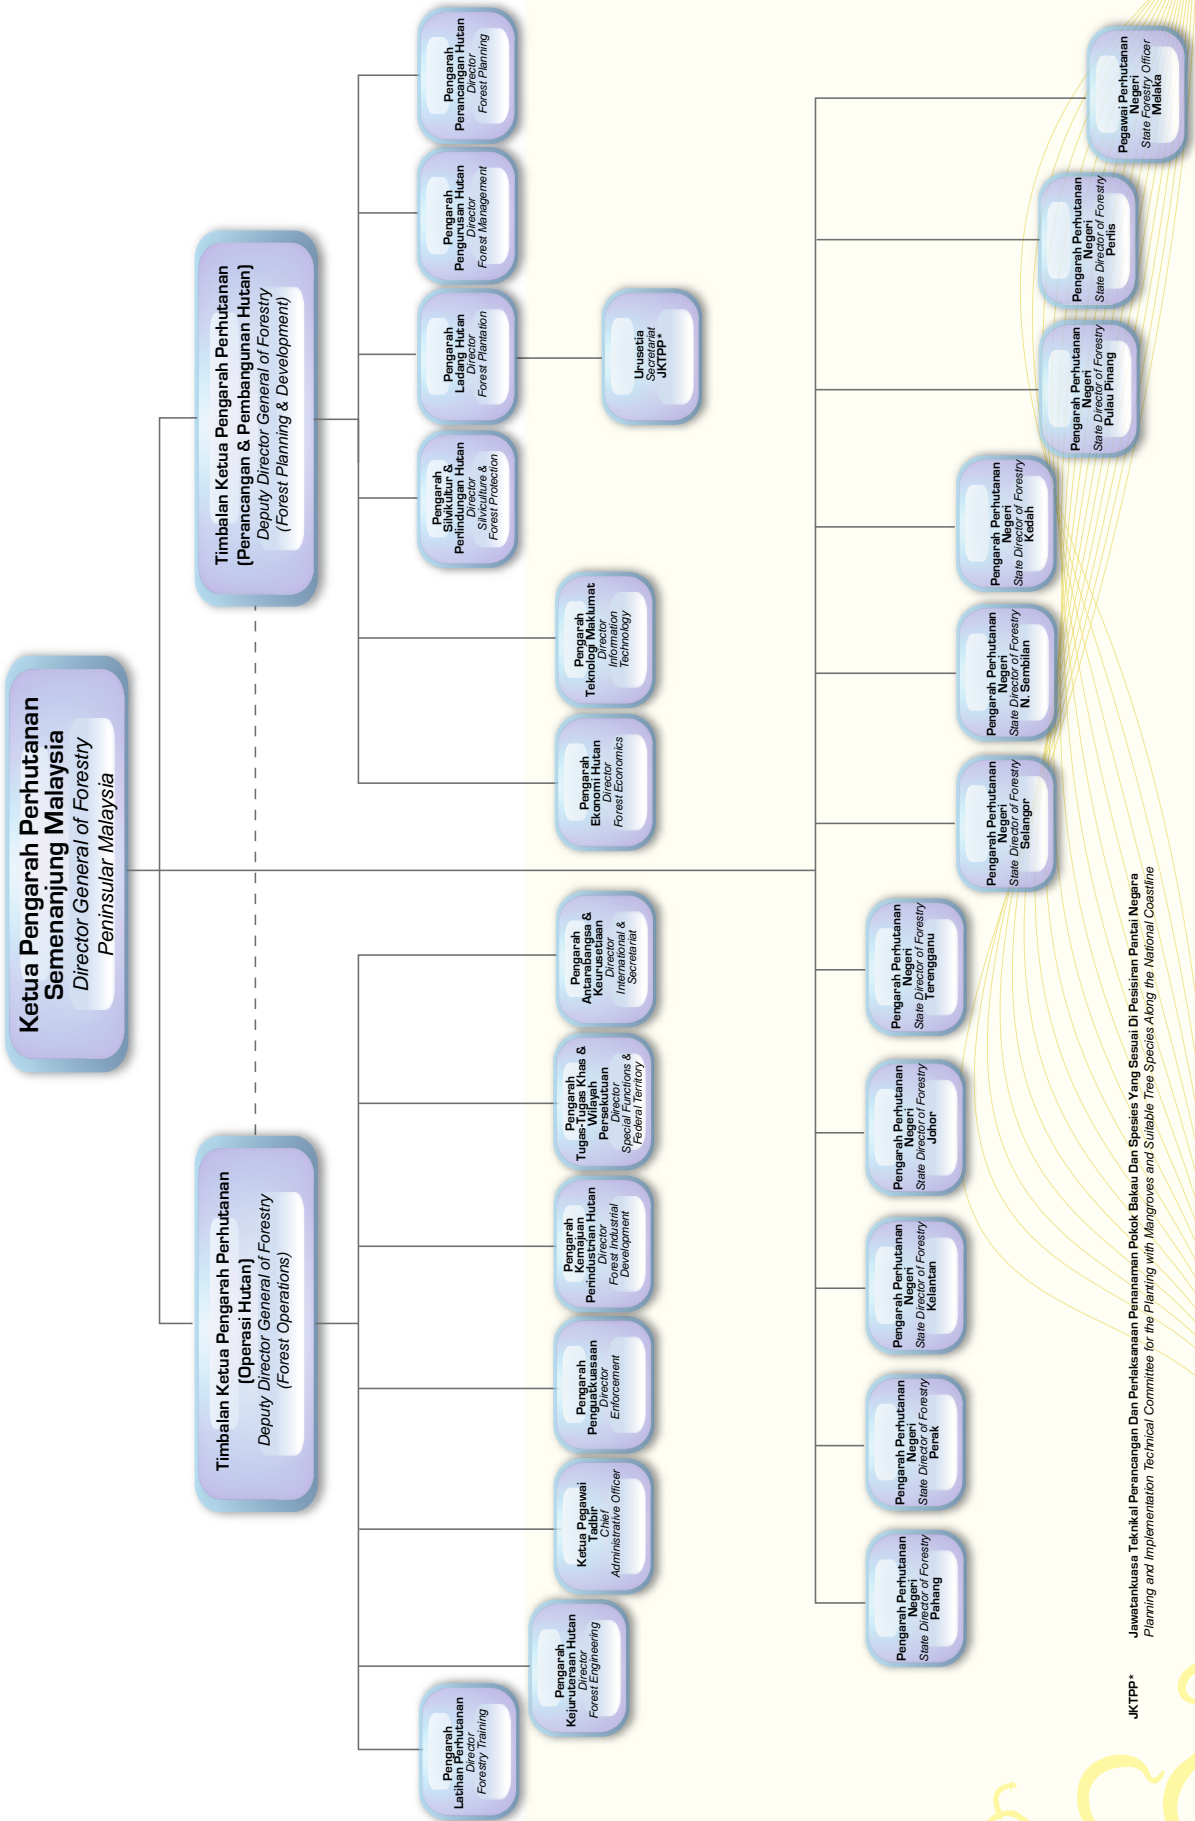 Ketua Pengarah Perhutanan
Semenanjung Malaysia
Director General of Forestry
Peninsular Malaysia
Timbalan Ketua Pengarah Perhutanan
(Operasi Hutan)
Deputy Director General of Forestry
(Forest Operations)
Timbalan Ketua Pengarah Perhutanan
(Perancangan & Pembangunan Hutan)
Deputy Director General of Forestry
(Forest Planning & Development)
Pengarah
Latihan Perhutanan
Director
Forestry Training
Pengarah
Kejuruteraan Hutan
Director
Forest Engineering
Ketua Pegawai
Tadbir
Chief
Administrative Officer
Pengarah
Penguatkuasaan
Director
Enforcement
Pengarah
Kemajuan
Perindustrian Hutan
Director
Forest Industrial
Development
Pengarah
Tugas-Tugas Khas &
Wilayah
Persekutuan
Director
Special Functions &
Federal Territory
Pengarah
Antarabangsa &
Keurusetiaan
Director
International &
Secretariat
Pengarah
Ekonomi Hutan
Director
Forest Economics
Pengarah
Teknologi Maklumat
Director
Information
Technology
Pengarah
Silvikultur &
Perlindungan Hutan
Director
Silviculture &
Forest Protection
Pengarah
Ladang Hutan
Director
Forest Plantation
Pengarah
Pengurusan Hutan
Director
Forest Management
Pengarah
Perancangan Hutan
Director
Forest Planning
Urusetia
Secretariat
JKTPP*
Pengarah Perhutanan
Negeri
State Director of Forestry
Pahang
Pengarah Perhutanan
Negeri
State Director of Forestry
Perak
Pengarah Perhutanan
Negeri
State Director of Forestry
Kelantan
Pengarah Perhutanan
Negeri
State Director of Forestry
Johor
Pengarah Perhutanan
Negeri
State Director of Forestry
Terengganu
Pengarah Perhutanan
Negeri
State Director of Forestry
Selangor
Pengarah Perhutanan
Negeri
State Director of Forestry
N. Sembilan
Pengarah Perhutanan
Negeri
State Director of Forestry
Kedah
Pengarah Perhutanan
Negeri
State Director of Forestry
Pulau Pinang
Pengarah Perhutanan
Negeri
State Director of Forestry
Perlis
Pegawai Perhutanan
Negeri
State Forestry Officer
Melaka
JKTPP* Jawatankuasa Teknikal Perancangan Dan Perlaksanaan Penanaman Pokok Bakau Dan Spesies Yang Sesuai Di Pesisiran Pantai Negara
Planning and Implementation Technical Committee for the Planting with Mangroves and Suitable Tree Species Along the National Coastline